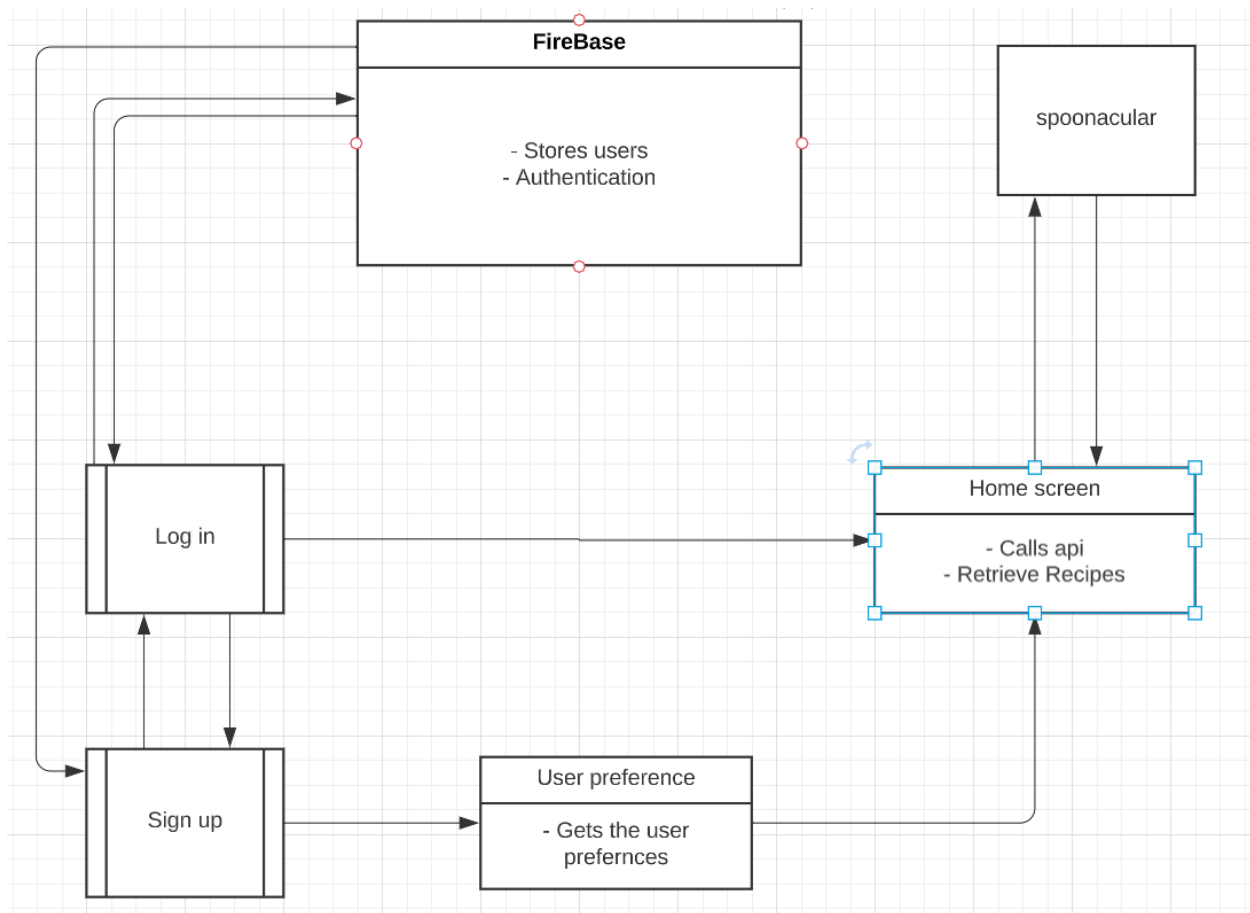 FireBase
- Stores users
- Authentication
spoonacular
Log in
Home screen
- Calls api
- Retrieve Recipes
Sign up
User preference
- Gets the user
prefernces